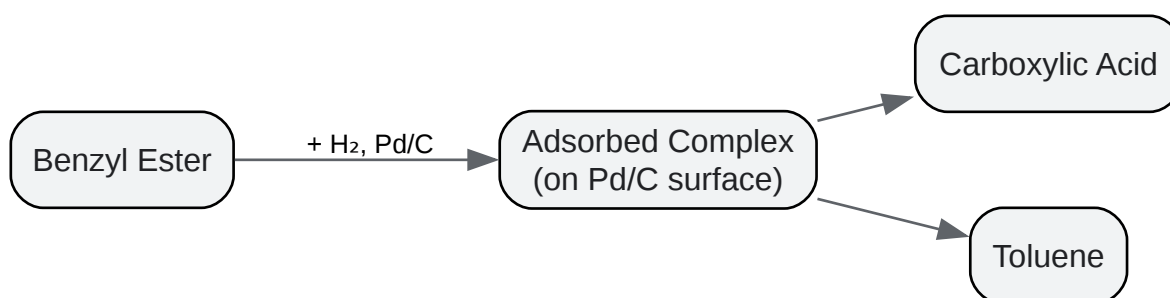 Benzyl Ester
+ H₂, Pd/C
Adsorbed Complex
(on Pd/C surface)
Carboxylic Acid
Toluene